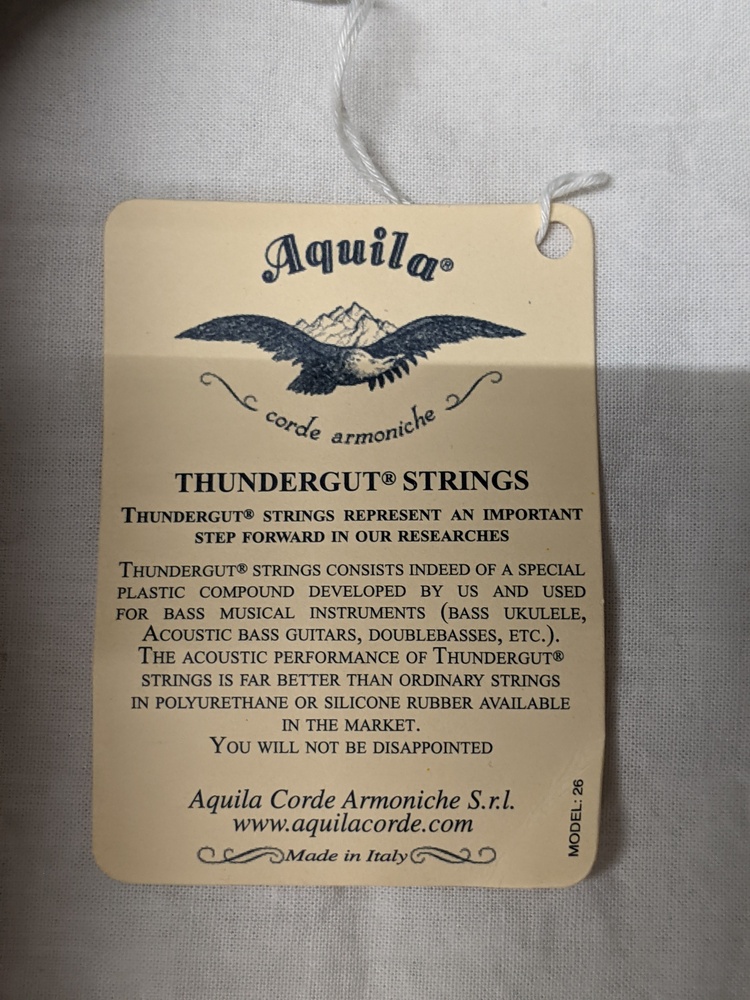 Aquila®
corde armoniche
THUNDERGUT® STRINGS
THUNDERGUT® STRINGS REPRESENT AN IMPORTANT
STEP FORWARD IN OUR RESEARCHES
THUNDERGUT® STRINGS CONSISTS INDEED OF A SPECIAL
PLASTIC COMPOUND DEVELOPED BY US AND USED
FOR BASS MUSICAL INSTRUMENTS (BASS UKULELE,
ACOUSTIC BASS GUITARS, DOUBLEBASSES, ETC.).
THE ACOUSTIC PERFORMANCE OF THUNDERGUT®
STRINGS IS FAR BETTER THAN ORDINARY STRINGS
IN POLYURETHANE OR SILICONE RUBBER AVAILABLE
IN THE MARKET.
YOU WILL NOT BE DISAPPOINTED
Aquila Corde Armoniche S.r.l.
www.aquilacorde.com
Made in Italy
MODEL: 26